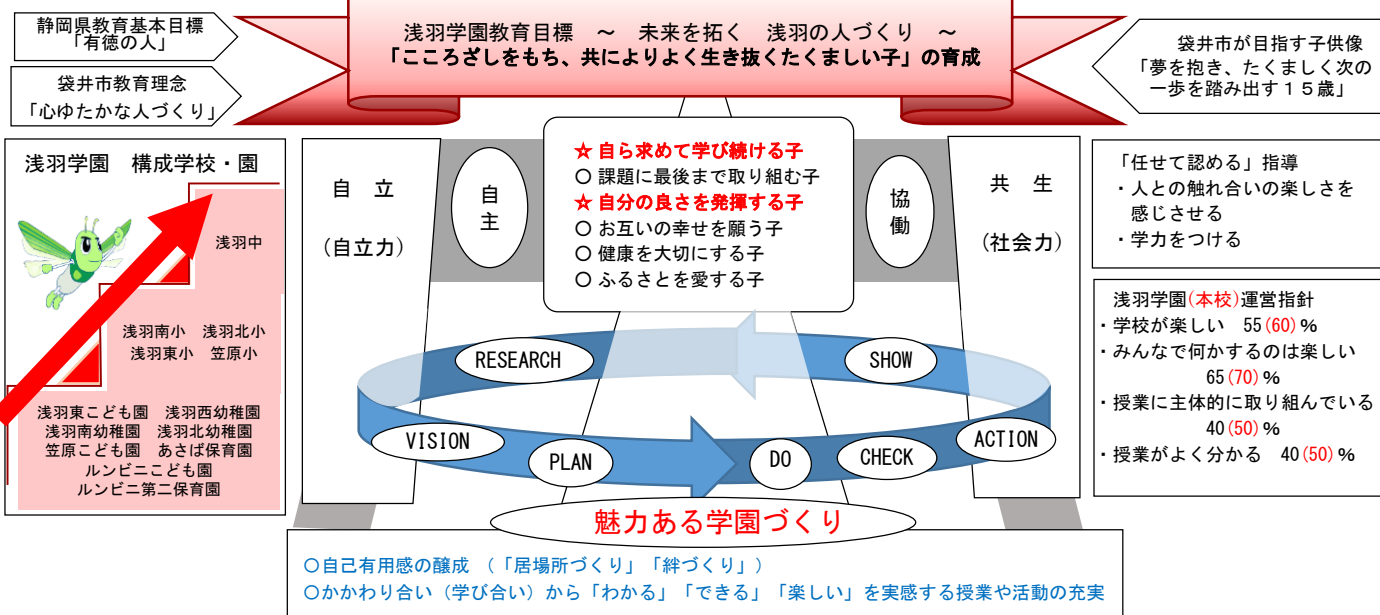 静岡県教育基本目標
「有徳の人」
袋井市教育理念
「心ゆたかな人づくり」
浅羽学園教育目標　～　未来を拓く　浅羽の人づくり　～
「こころざしをもち、共によりよく生き抜くたくましい子」の育成
袋井市が目指す子供像
「夢を抱き、たくましく次の
一歩を踏み出す１５歳」
浅羽学園　構成学校・園
浅羽中
浅羽南小　浅羽北小
浅羽東小　笠原小
浅羽東こども園　浅羽西幼稚園
浅羽南幼稚園　浅羽北幼稚園
笠原こども園　あさば保育園
ルンビニこども園
ルンビニ第二保育園
自　立
(自立力)
自主
☆ 自ら求めて学び続ける子
○ 課題に最後まで取り組む子
☆ 自分の良さを発揮する子
○ お互いの幸せを願う子
○ 健康を大切にする子
○ ふるさとを愛する子
協働
共　生
(社会力)
「任せて認める」指導
・人との触れ合いの楽しさを
感じさせる
・学力をつける
浅羽学園(本校)運営指針
・学校が楽しい　55(60)%
・みんなで何かするのは楽しい
65(70)%
・授業に主体的に取り組んでいる
40(50)%
・授業がよく分かる　40(50)%
RESEARCH
SHOW
VISION
PLAN
DO
CHECK
ACTION
魅力ある学園づくり
○自己有用感の醸成　（「居場所づくり」「絆づくり」）
○かかわり合い（学び合い）から「わかる」「できる」「楽しい」を実感する授業や活動の充実